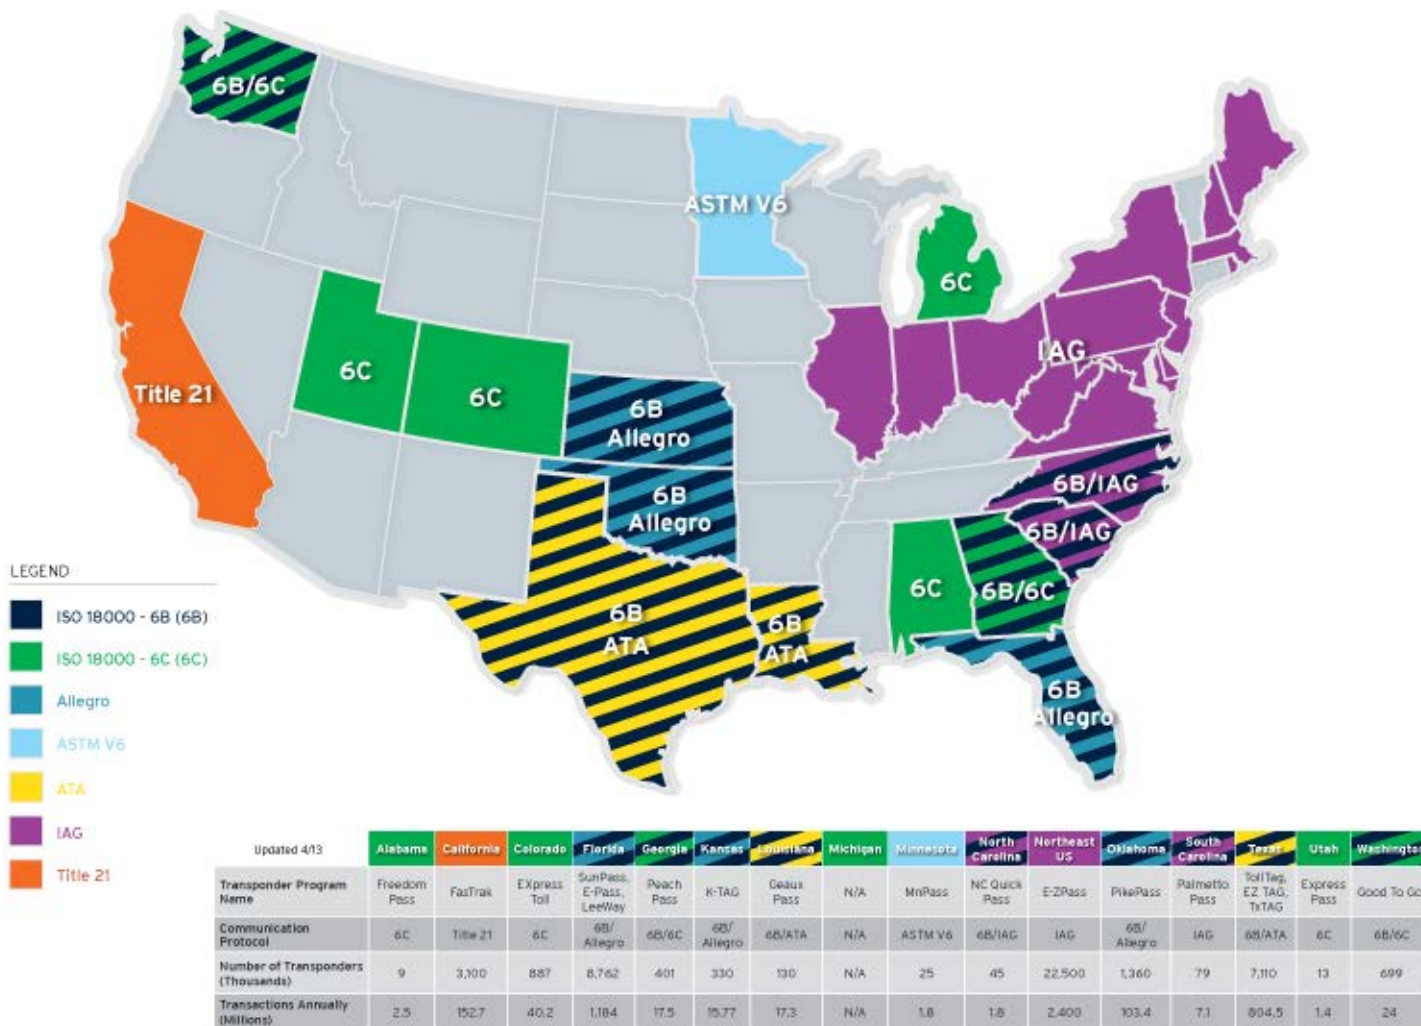 6B/6C
ASTM V6
6C
IAG
Title 21
6C
6C
6B
Allegro
6B
Allegro
6B/IAG
6B/IAG
6C
6B/6C
6B
ATA
6B
ATA
6B
Allegro
LEGEND
ISO 18000 - 6B (6B)
ISO 18000 - 6C (6C)
Allegro
ASTM V6
ATA
IAG
Title 21
Updated 4/13 Alabama California Colorado Florida Georgia Kansas Louisiana Michigan Minnesota North Carolina Northeast US Oklahoma South Carolina Texas Utah Washington
Transponder Program Name Freedom Pass FasTrak EXpress Toll SunPass, E-Pass, LeeWay Peach Pass K-TAG Geaux Pass N/A MnPass NC Quick Pass E-ZPass PikePass Palmetto Pass TollTag, EZ TAG, TxTAG Express Pass Good To Go
Communication Protocol 6C Title 21 6C 6B/Allegro 6B/6C 6B/Allegro 6B/ATA N/A ASTM V6 6B/IAG IAG 6B/Allegro IAG 6B/ATA 6C 6B/6C
Number of Transponders (Thousands) 9 3,100 887 8,762 401 330 130 N/A 25 45 22,500 1,360 79 7,110 13 699
Transactions Annually (Millions) 2.5 152.7 40.2 1,184 17.5 15.77 17.3 N/A 1.8 1.8 2,400 103.4 7.1 804.5 1.4 24